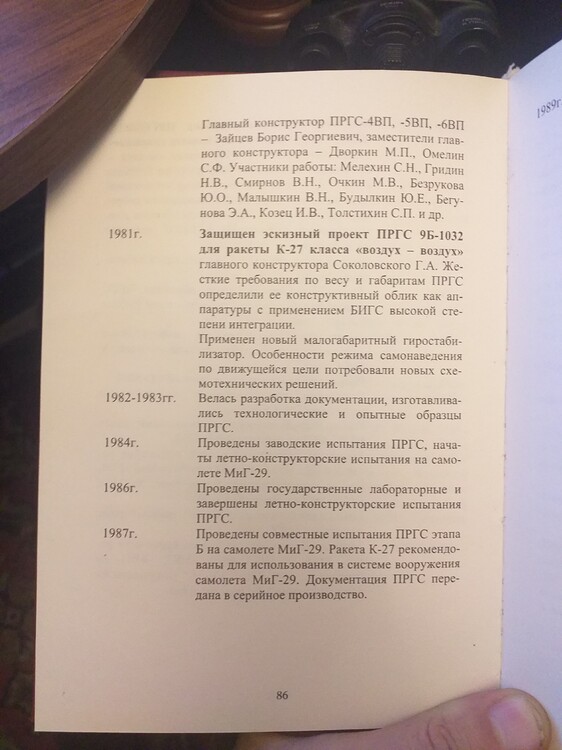 Главный конструктор ПРГС-4ВП, -5ВП, -6ВП
– Зайцев Борис Георгиевич, заместители глав-
ного конструктора – Дворкин М.П., Омелин
С.Ф. Участники работы: Мелехин С.Н., Гридин
Н.В., Смирнов В.Н., Очкин М.В., Безрукова
Ю.О., Малышкин В.Н., Будылкин Ю.Е., Бегу-
нова Э.А., Козец И.В., Толстихин С.П. и др.
1981г. Защищен эскизный проект ПРГС 9Б-1032
для ракеты К-27 класса «воздух – воздух»
главного конструктора Соколовского Г.А. Же-
сткие требования по весу и габаритам ПРГС
определили ее конструктивный облик как ап-
паратуры с применением БИГС высокой сте-
пени интеграции.
Применен новый малогабаритный гиростаби-
лизатор. Особенности режима самонаведения
по движущейся цели потребовали новых схе-
мотехнических решений.
1982-1983гг. Велась разработка документации, изготавлива-
лись технологические и опытные образцы
ПРГС.
1984г. Проведены заводские испытания ПРГС, нача-
ты летно-конструкторские испытания на само-
лете МиГ-29.
1986г. Проведены государственные лабораторные и
завершены летно-конструкторские испытания
ПРГС.
1987г. Проведены совместные испытания ПРГС этапа
Б на самолете МиГ-29. Ракета К-27 рекомендо-
ваны для использования в системе вооружения
самолета МиГ-29. Документация ПРГС пере-
дана в серийное производство.
86
1989г.